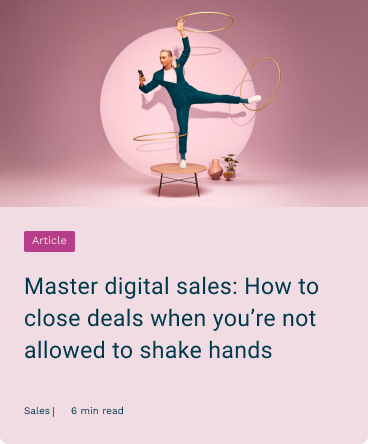 Article
Master digital sales: How to
close deals when you’re not
allowed to shake hands
Sales | 6 min read